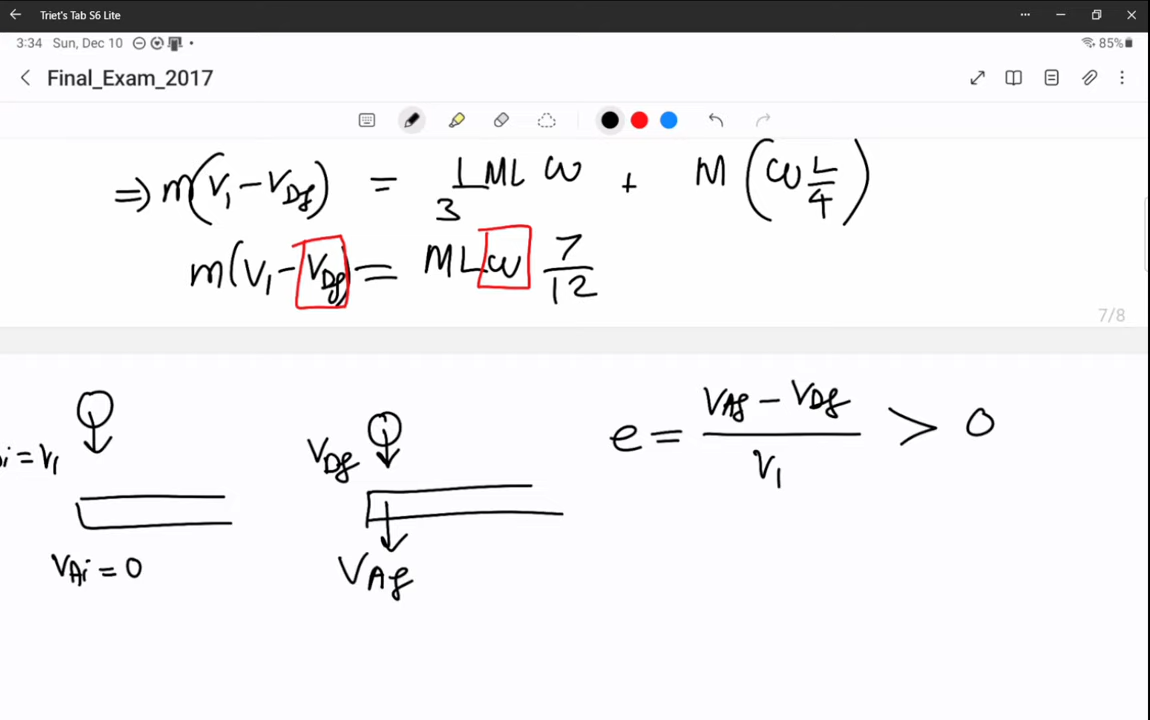 Triet's Tab S6 Lite
3:34 Sun, Dec 10 85%
Final_Exam_2017
⇒ m(V₁ - V_Df) = 1/3 ML ω + M(ω L/4)
m(V₁ - V_Df) = ML ω 7/12
7/8
i = V₁
V_Ai = 0
V_Df
V_Af
e = (V_Af - V_Df)/V₁ > 0